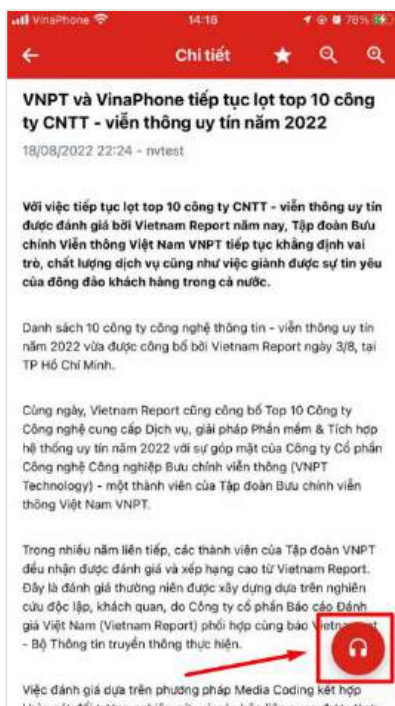 VinaPhone 14:18 78%
Chi tiết
VNPT và VinaPhone tiếp tục lọt top 10 công
ty CNTT - viễn thông uy tín năm 2022
18/08/2022 22:24 - nvtest
Với việc tiếp tục lọt top 10 công ty CNTT - viễn thông uy tín
được đánh giá bởi Vietnam Report năm nay, Tập đoàn Bưu
chính Viễn thông Việt Nam VNPT tiếp tục khẳng định vai
trò, chất lượng dịch vụ cũng như việc giành được sự tin yêu
của đông đảo khách hàng trong cả nước.
Danh sách 10 công ty công nghệ thông tin - viễn thông uy tín
năm 2022 vừa được công bố bởi Vietnam Report ngày 3/8, tại
TP Hồ Chí Minh.
Cùng ngày, Vietnam Report cũng công bố Top 10 Công ty
Công nghệ cung cấp Dịch vụ, giải pháp Phần mềm & Tích hợp
hệ thống uy tín năm 2022 với sự góp mặt của Công ty Cổ phần
Công nghệ Công nghiệp Bưu chính viễn thông (VNPT
Technology) - một thành viên của Tập đoàn Bưu chính viễn
thông Việt Nam VNPT.
Trong nhiều năm liên tiếp, các thành viên của Tập đoàn VNPT
đều nhận được đánh giá và xếp hạng cao từ Vietnam Report.
Đây là đánh giá thường niên được xây dựng dựa trên nghiên
cứu độc lập, khách quan, do Công ty cổ phần Báo cáo Đánh
giá Việt Nam (Vietnam Report) phối hợp cùng báo
- Bộ Thông tin truyền thông thực hiện.
Việc đánh giá dựa trên phương pháp Media Coding kết hợp